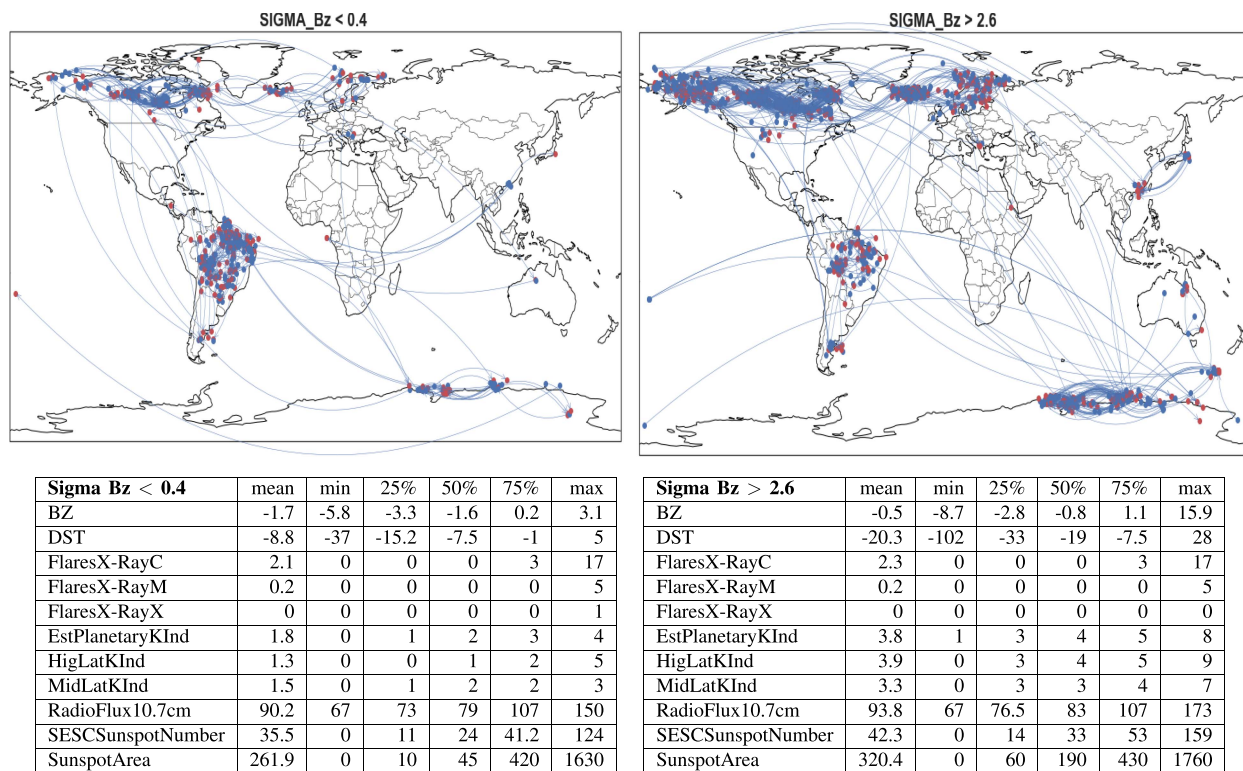 SIGMA_Bz < 0.4
SIGMA_Bz > 2.6
Sigma Bz < 0.4 mean min 25% 50% 75% max
BZ -1.7 -5.8 -3.3 -1.6 0.2 3.1
DST -8.8 -37 -15.2 -7.5 -1 5
FlaresX-RayC 2.1 0 0 0 3 17
FlaresX-RayM 0.2 0 0 0 0 5
FlaresX-RayX 0 0 0 0 0 1
EstPlanetaryKInd 1.8 0 1 2 3 4
HigLatKInd 1.3 0 0 1 2 5
MidLatKInd 1.5 0 1 2 2 3
RadioFlux10.7cm 90.2 67 73 79 107 150
SESCSunspotNumber 35.5 0 11 24 41.2 124
SunspotArea 261.9 0 10 45 420 1630
Sigma Bz > 2.6 mean min 25% 50% 75% max
BZ -0.5 -8.7 -2.8 -0.8 1.1 15.9
DST -20.3 -102 -33 -19 -7.5 28
FlaresX-RayC 2.3 0 0 0 3 17
FlaresX-RayM 0.2 0 0 0 0 5
FlaresX-RayX 0 0 0 0 0 0
EstPlanetaryKInd 3.8 1 3 4 5 8
HigLatKInd 3.9 0 3 4 5 9
MidLatKInd 3.3 0 3 3 4 7
RadioFlux10.7cm 93.8 67 76.5 83 107 173
SESCSunspotNumber 42.3 0 14 33 53 159
SunspotArea 320.4 0 60 190 430 1760